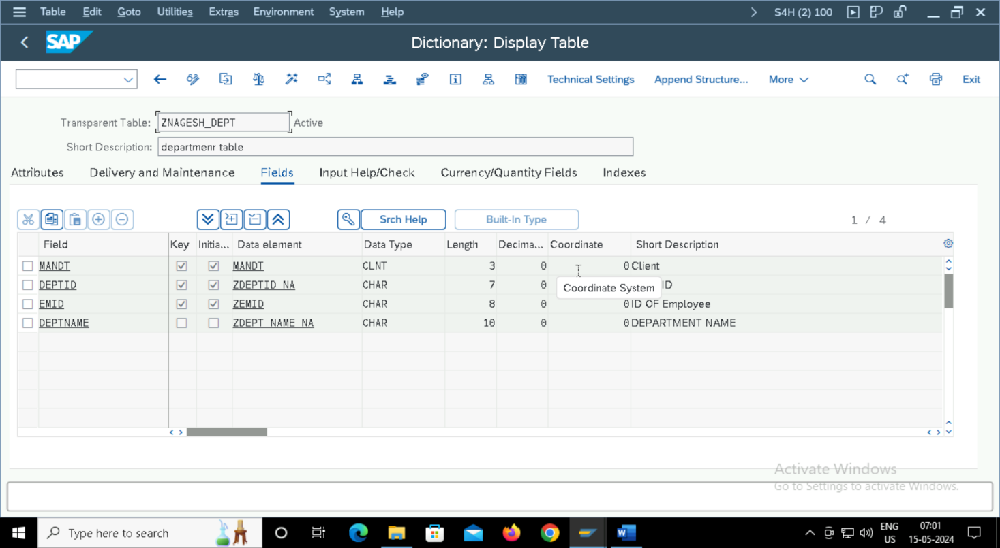 Table Edit Goto Utilities Extras Environment System Help S4H (2) 100
SAP Dictionary: Display Table
Technical Settings Append Structure... More Exit
Transparent Table: ZNAGESH_DEPT Active
Short Description: departmenr table
Attributes Delivery and Maintenance Fields Input Help/Check Currency/Quantity Fields Indexes
Srch Help Built-In Type 1 / 4
Field Key Initia... Data element Data Type Length Decima... Coordinate Short Description
MANDT MANDT CLNT 3 0 0 Client
DEPTID ZDEPTID_NA CHAR 7 0 ID
Coordinate System
EMID ZEMID CHAR 8 0 0 ID OF Employee
DEPTNAME ZDEPT_NAME_NA CHAR 10 0 0 DEPARTMENT NAME
Activate Windows
Go to Settings to activate Windows.
Type here to search
ENG
US
07:01
15-05-2024